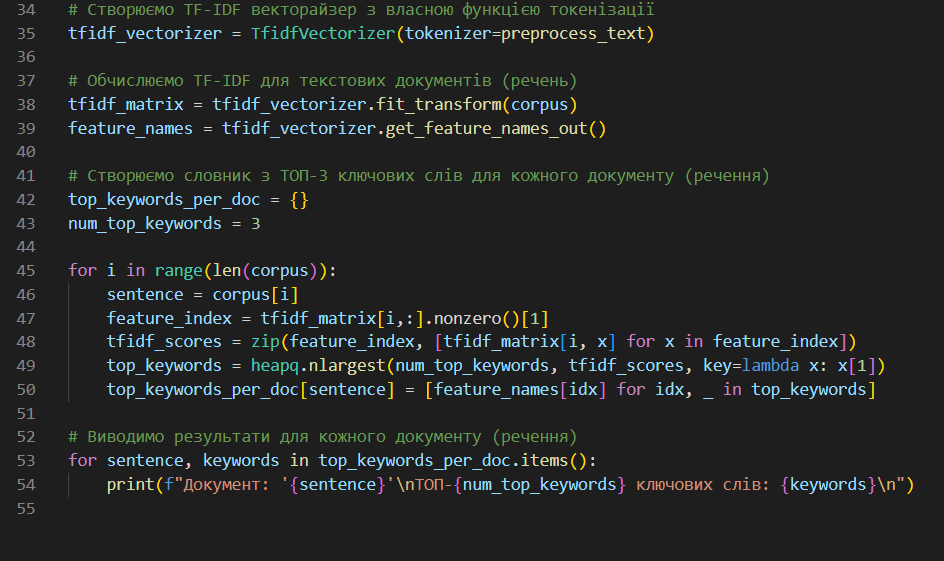 34 # Створюємо TF-IDF векторайзер з власною функцією токенізації
35 tfidf_vectorizer = TfidfVectorizer(tokenizer=preprocess_text)
36
37 # Обчислюємо TF-IDF для текстових документів (речень)
38 tfidf_matrix = tfidf_vectorizer.fit_transform(corpus)
39 feature_names = tfidf_vectorizer.get_feature_names_out()
40
41 # Створюємо словник з ТОП-3 ключових слів для кожного документу (речення)
42 top_keywords_per_doc = {}
43 num_top_keywords = 3
44
45 for i in range(len(corpus)):
46     sentence = corpus[i]
47     feature_index = tfidf_matrix[i,:].nonzero()[1]
48     tfidf_scores = zip(feature_index, [tfidf_matrix[i, x] for x in feature_index])
49     top_keywords = heapq.nlargest(num_top_keywords, tfidf_scores, key=lambda x: x[1])
50     top_keywords_per_doc[sentence] = [feature_names[idx] for idx, _ in top_keywords]
51
52 # Виводимо результати для кожного документу (речення)
53 for sentence, keywords in top_keywords_per_doc.items():
54     print(f"Документ: '{sentence}'\nТОП-{num_top_keywords} ключових слів: {keywords}\n")
55